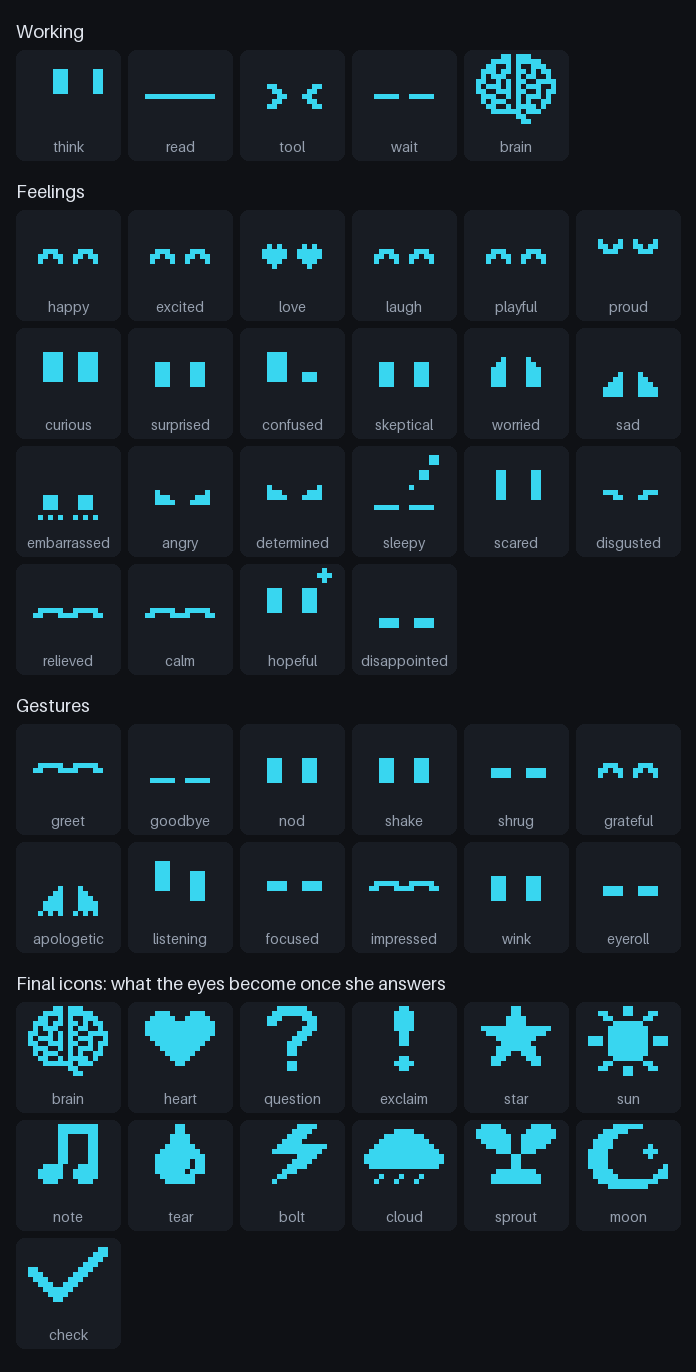 Working
think read tool wait brain
Feelings
happy excited love laugh playful proud
curious surprised confused skeptical worried sad
embarrassed angry determined sleepy scared disgusted
relieved calm hopeful disappointed
Gestures
greet goodbye nod shake shrug grateful
apologetic listening focused impressed wink eyeroll
Final icons: what the eyes become once she answers
brain heart question exclaim star sun
note tear bolt cloud sprout moon
check